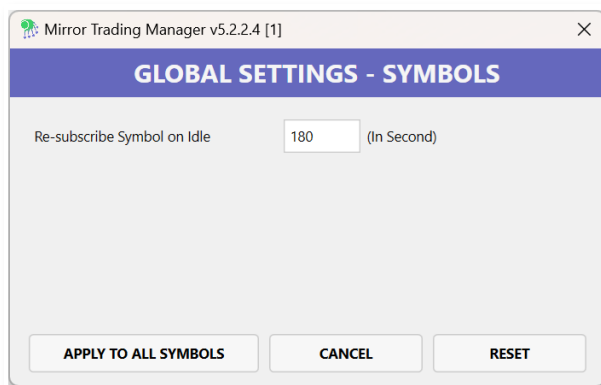 Mirror Trading Manager v5.2.2.4 [1]
GLOBAL SETTINGS - SYMBOLS
Re-subscribe Symbol on Idle 180 (In Second)
APPLY TO ALL SYMBOLS CANCEL RESET